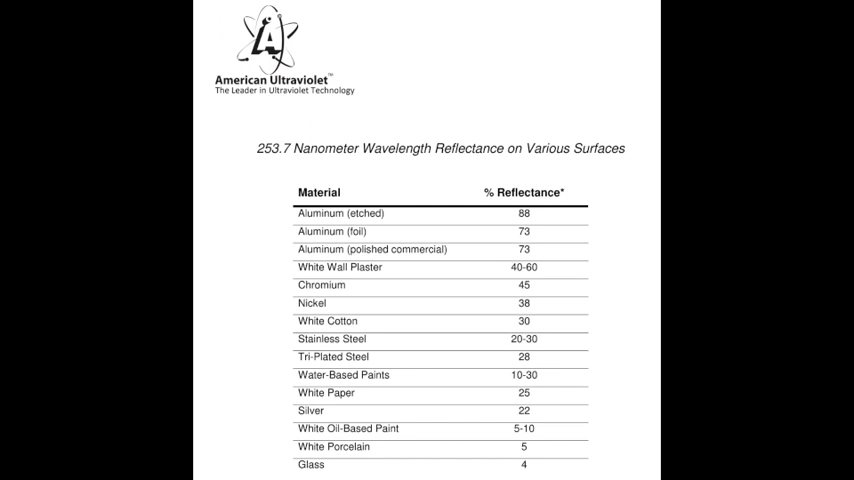 American Ultraviolet™
The Leader in Ultraviolet Technology
253.7 Nanometer Wavelength Reflectance on Various Surfaces
Material % Reflectance*
Aluminum (etched) 88
Aluminum (foil) 73
Aluminum (polished commercial) 73
White Wall Plaster 40-60
Chromium 45
Nickel 38
White Cotton 30
Stainless Steel 20-30
Tri-Plated Steel 28
Water-Based Paints 10-30
White Paper 25
Silver 22
White Oil-Based Paint 5-10
White Porcelain 5
Glass 4